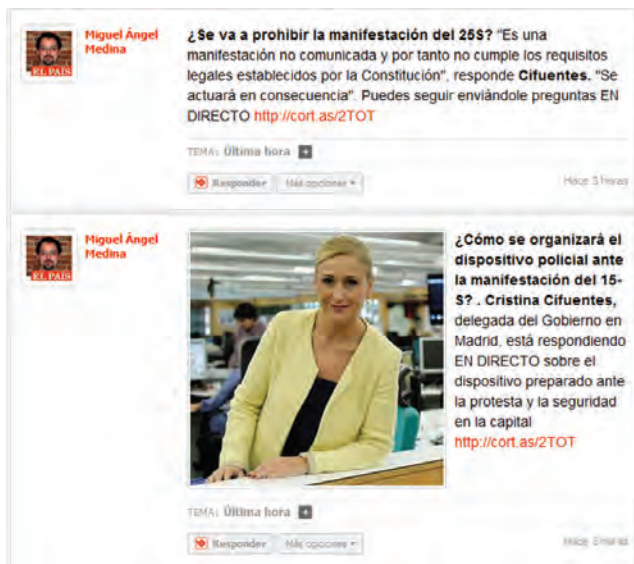 Miguel Ángel
Medina
EL PAÍS
¿Se va a prohibir la manifestación del 25S? "Es una
manifestación no comunicada y por tanto no cumple los requisitos
legales establecidos por la Constitución", responde Cifuentes. "Se
actuará en consecuencia". Puedes seguir enviándole preguntas EN
DIRECTO http://cort.as/2TOT
TEMA: Última hora +
Responder Más opciones
Hace 5 horas
Miguel Ángel
Medina
EL PAÍS
¿Cómo se organizará el
dispositivo policial ante
la manifestación del 15-
S? . Cristina Cifuentes,
delegada del Gobierno en
Madrid, está respondiendo
EN DIRECTO sobre el
dispositivo preparado ante
la protesta y la seguridad
en la capital
http://cort.as/2TOT
TEMA: Última hora +
Responder Más opciones
Hace horas